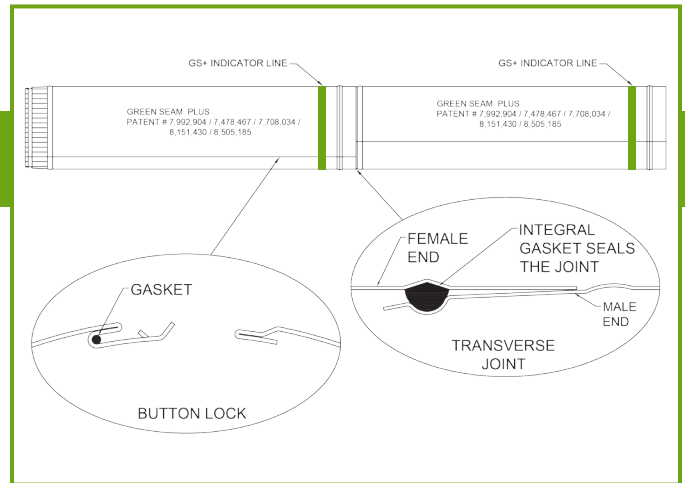 GS+ INDICATOR LINE
GS+ INDICATOR LINE
GREEN SEAM PLUS
PATENT # 7,992,904 / 7,478,467 / 7,708,034 /
8,151,430 / 8,505,185
GREEN SEAM PLUS
PATENT # 7,992,904 / 7,478,467 / 7,708,034 /
8,151,430 / 8,505,185
GASKET
BUTTON LOCK
FEMALE
END
INTEGRAL
GASKET SEALS
THE JOINT
MALE
END
TRANSVERSE
JOINT